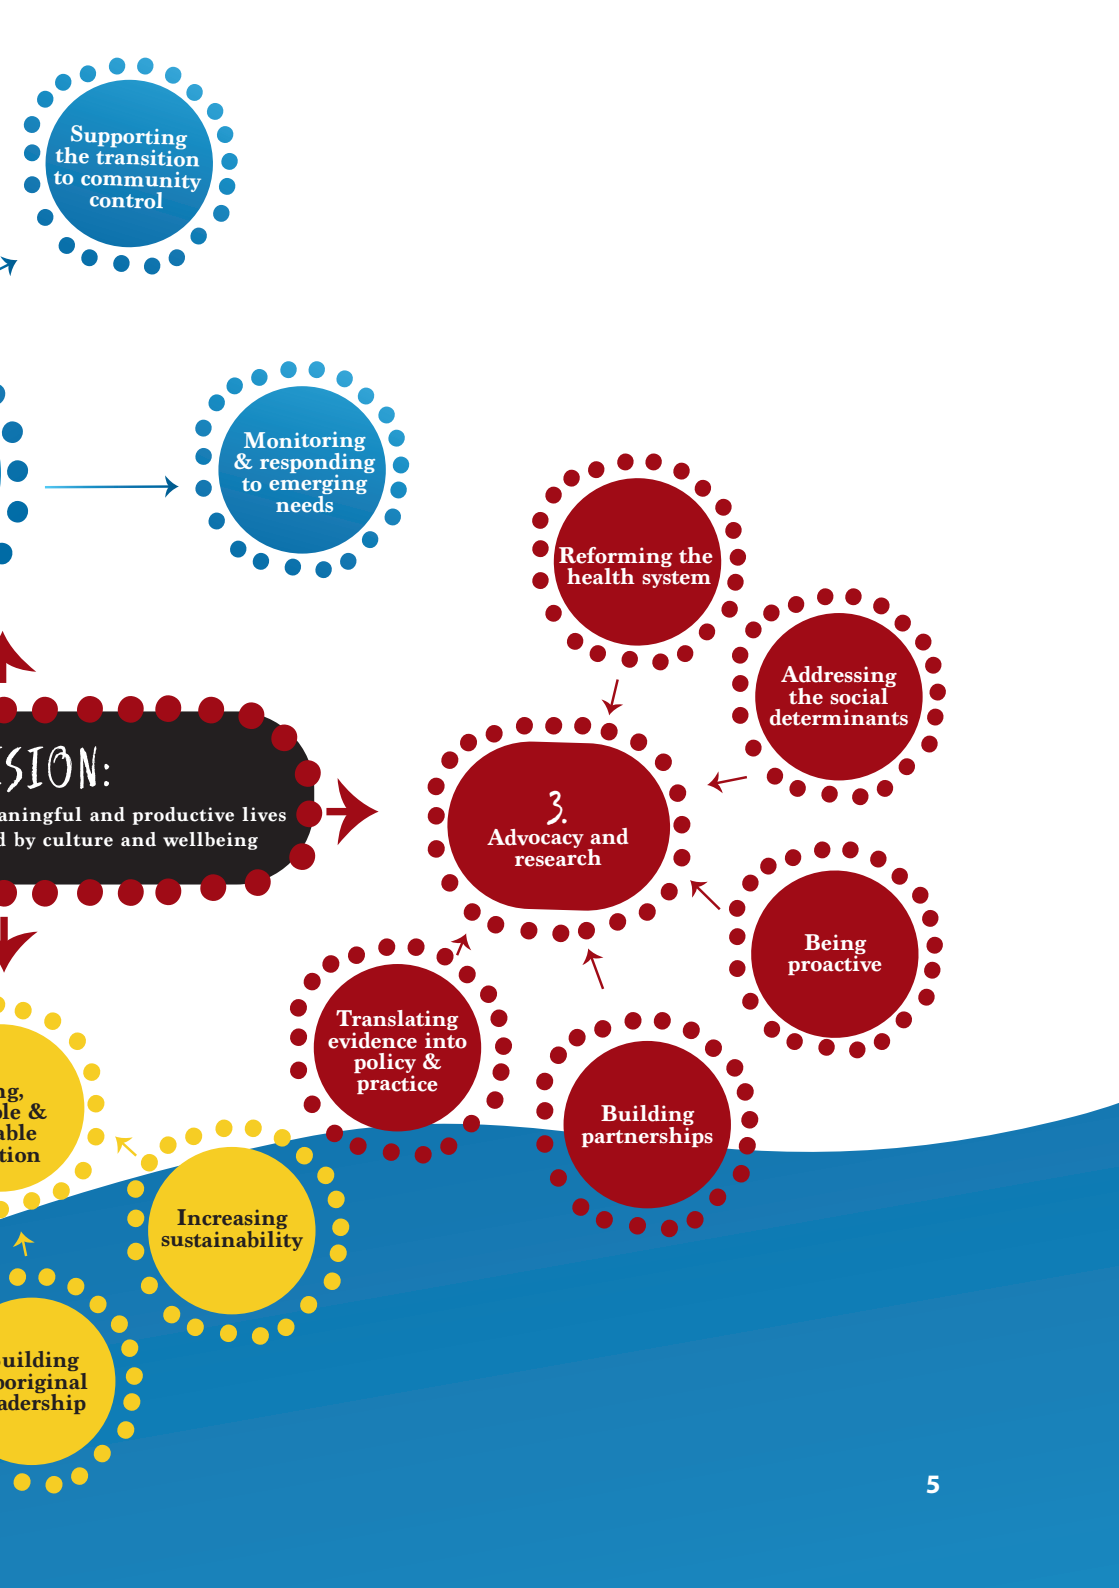 Supporting
the transition
to community
control
Monitoring
& responding
to emerging
needs
Reforming the
health system
Addressing
the social
determinants
SION:
aningful and productive lives
d by culture and wellbeing
3.
Advocacy and
research
Being
proactive
Translating
evidence into
policy &
practice
Building
partnerships
ng,
le &
able
tion
Increasing
sustainability
uilding
original
adership
5